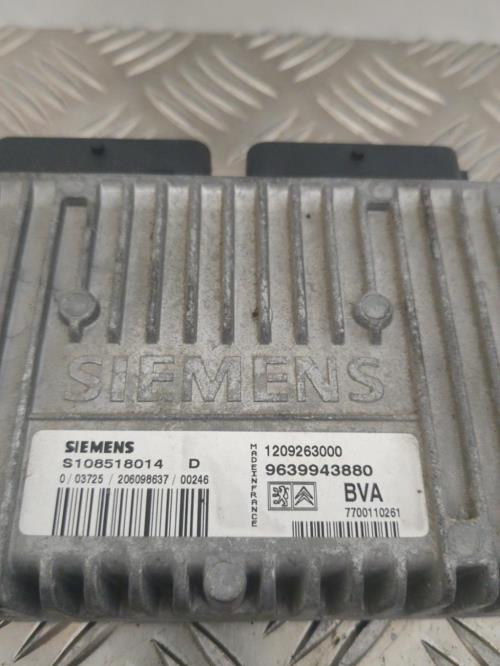 SIEMENS
SIEMENS
S108518014 D
0 / 03725 / 206098637 / 00246
MADE IN FRANCE
1209263000
9639943880
BVA
7700110261